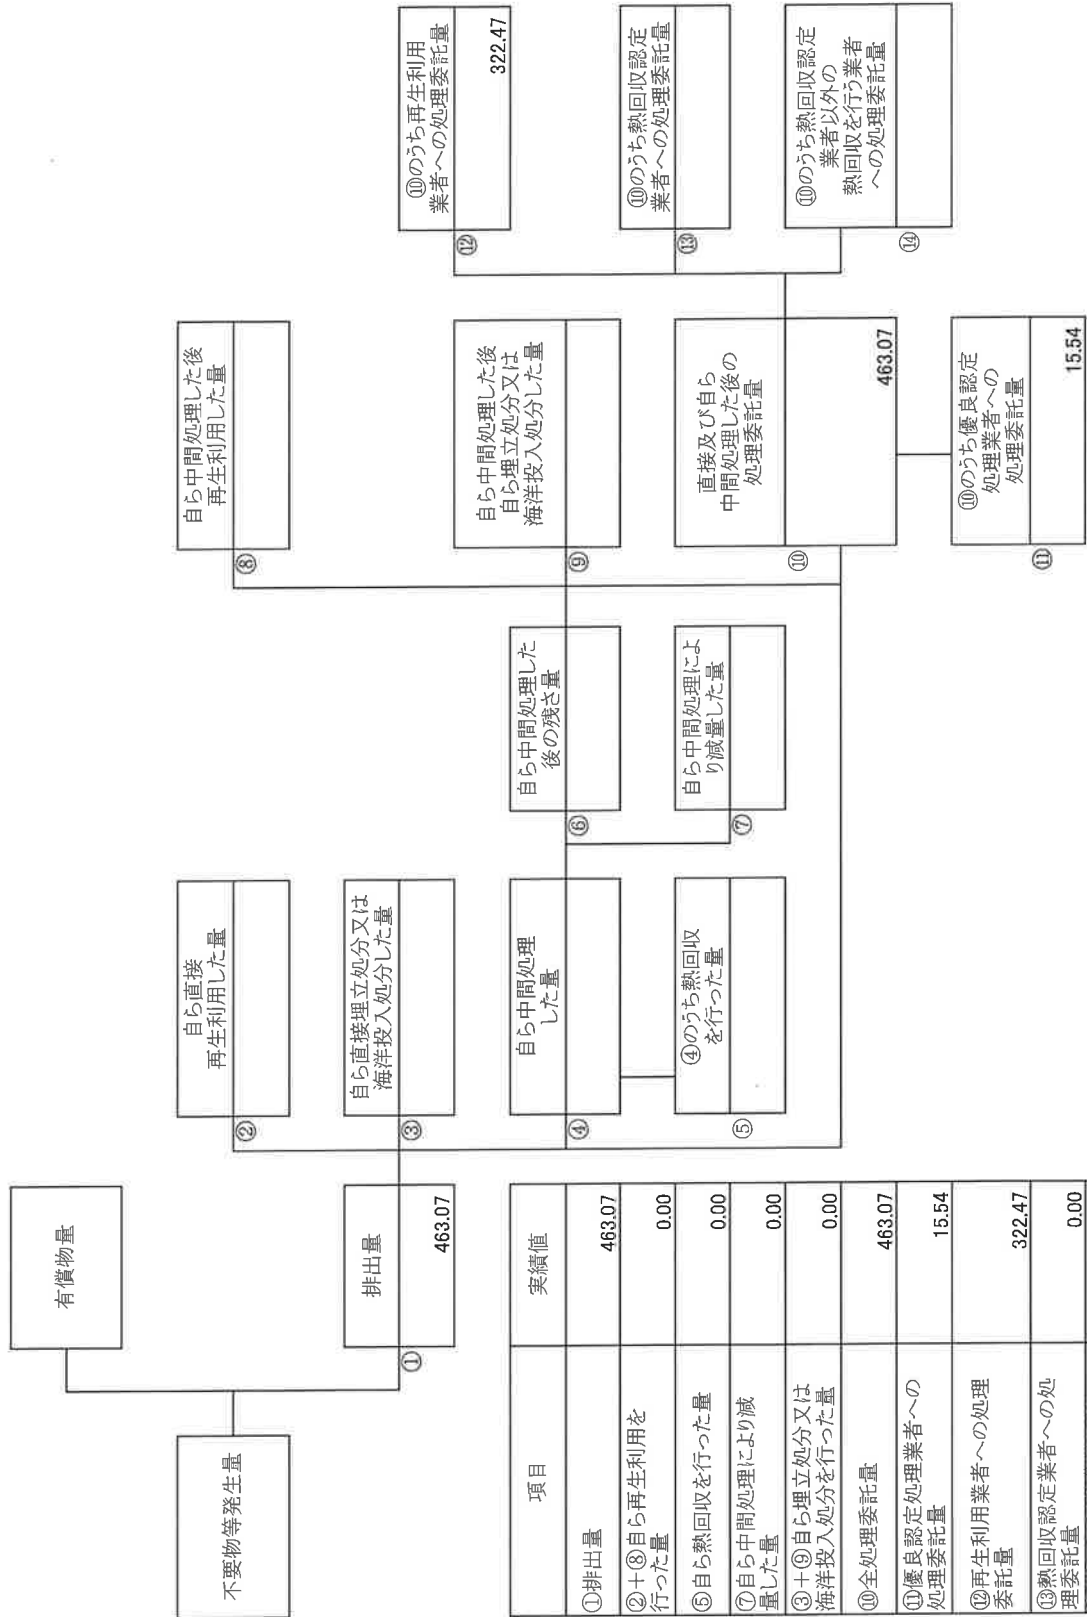 不要物等発生量
有償物量
排出量
①
463.07
自ら直接
再生利用した量
②
自ら直接埋立処分又は
海洋投入処分した量
③
自ら中間処理
した量
④
④のうち熱回収
を行った量
⑤
自ら中間処理した
後の残さ量
⑥
自ら中間処理によ
り減量した量
⑦
自ら中間処理した後
再生利用した量
⑧
自ら中間処理した後
自ら埋立処分又は
海洋投入処分した量
⑨
直接及び自ら
中間処理した後の
処理委託量
⑩
463.07
⑩のうち優良認定
処理業者への
処理委託量
⑪
15.54
⑩のうち再生利用
業者への処理委託量
⑫
322.47
⑩のうち熱回収認定
業者への処理委託量
⑬
⑩のうち熱回収認定
業者以外の
熱回収を行う業者
への処理委託量
⑭
項目 実績値
①排出量 463.07
②+⑧自ら再生利用を
行った量 0.00
⑤自ら熱回収を行った量 0.00
⑦自ら中間処理により減
量した量 0.00
③+⑨自ら埋立処分又は
海洋投入処分を行った量 0.00
⑩全処理委託量 463.07
⑪優良認定処理業者への
処理委託量 15.54
⑫再生利用業者への処理
委託量 322.47
⑬熱回収認定業者への処
理委託量 0.00